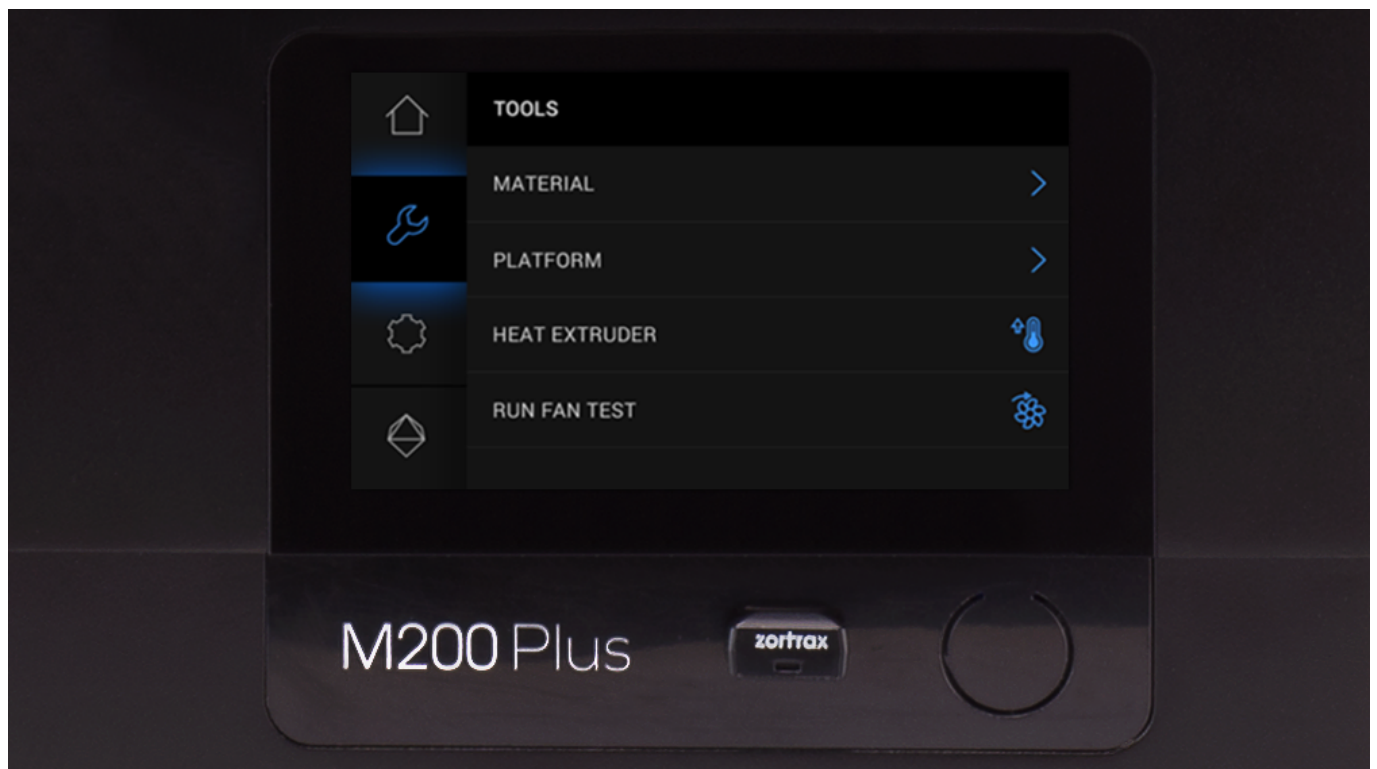 TOOLS
MATERIAL
PLATFORM
HEAT EXTRUDER
RUN FAN TEST
M200 Plus
zortrax